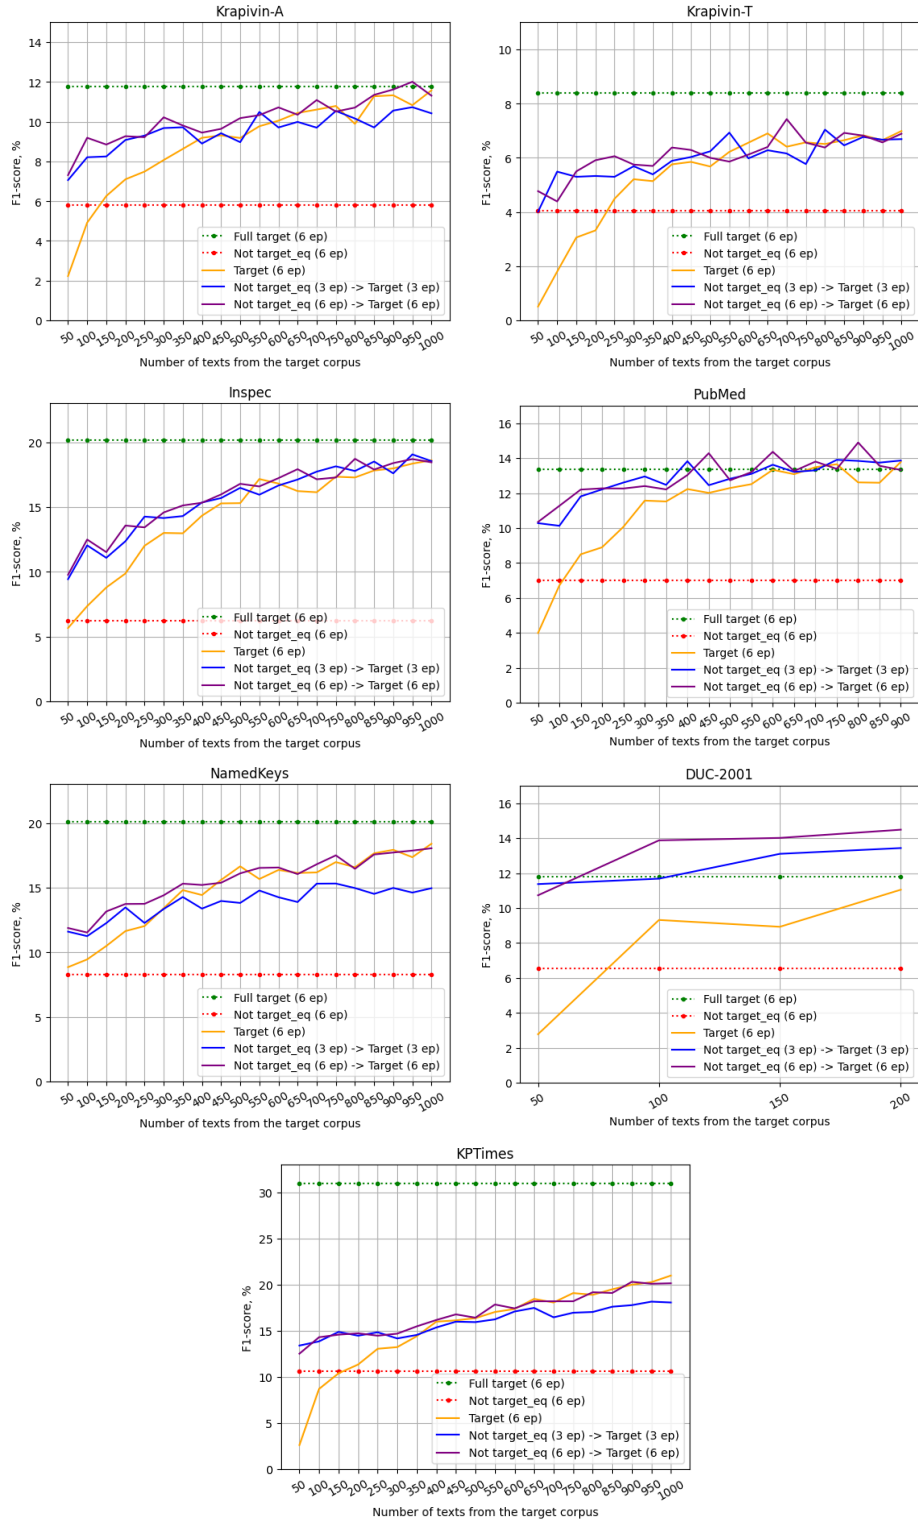 Krapivin-A
14
12
10
8
6
4
2
0
F1-score, %
Full target (6 ep)
Not target_eq (6 ep)
Target (6 ep)
Not target_eq (3 ep) -> Target (3 ep)
Not target_eq (6 ep) -> Target (6 ep)
50 100 150 200 250 300 350 400 450 500 550 600 650 700 750 800 850 900 950 1000
Number of texts from the target corpus
Krapivin-T
10
8
6
4
2
0
F1-score, %
Full target (6 ep)
Not target_eq (6 ep)
Target (6 ep)
Not target_eq (3 ep) -> Target (3 ep)
Not target_eq (6 ep) -> Target (6 ep)
50 100 150 200 250 300 350 400 450 500 550 600 650 700 750 800 850 900 950 1000
Number of texts from the target corpus
Inspec
20
15
10
5
0
F1-score, %
Full target (6 ep)
Not target_eq (6 ep)
Target (6 ep)
Not target_eq (3 ep) -> Target (3 ep)
Not target_eq (6 ep) -> Target (6 ep)
50 100 150 200 250 300 350 400 450 500 550 600 650 700 750 800 850 900 950 1000
Number of texts from the target corpus
PubMed
16
14
12
10
8
6
4
2
0
F1-score, %
Full target (6 ep)
Not target_eq (6 ep)
Target (6 ep)
Not target_eq (3 ep) -> Target (3 ep)
Not target_eq (6 ep) -> Target (6 ep)
50 100 150 200 250 300 350 400 450 500 550 600 650 700 750 800 850 900
Number of texts from the target corpus
NamedKeys
20
15
10
5
0
F1-score, %
Full target (6 ep)
Not target_eq (6 ep)
Target (6 ep)
Not target_eq (3 ep) -> Target (3 ep)
Not target_eq (6 ep) -> Target (6 ep)
50 100 150 200 250 300 350 400 450 500 550 600 650 700 750 800 850 900 950 1000
Number of texts from the target corpus
DUC-2001
16
14
12
10
8
6
4
2
0
F1-score, %
Full target (6 ep)
Not target_eq (6 ep)
Target (6 ep)
Not target_eq (3 ep) -> Target (3 ep)
Not target_eq (6 ep) -> Target (6 ep)
50 100 150 200
Number of texts from the target corpus
KPTimes
30
25
20
15
10
5
0
F1-score, %
Full target (6 ep)
Not target_eq (6 ep)
Target (6 ep)
Not target_eq (3 ep) -> Target (3 ep)
Not target_eq (6 ep) -> Target (6 ep)
50 100 150 200 250 300 350 400 450 500 550 600 650 700 750 800 850 900 950 1000
Number of texts from the target corpus